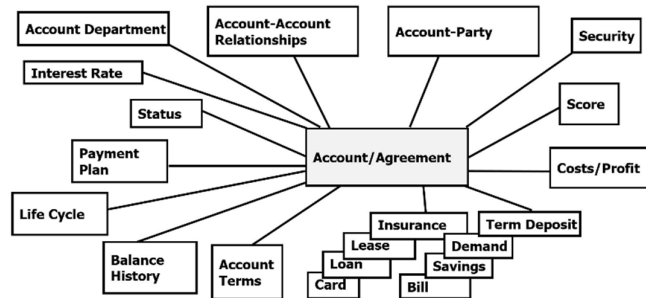 Account Department
Account-Account
Relationships
Account-Party
Security
Interest Rate
Status
Score
Payment
Plan
Account/Agreement
Costs/Profit
Life Cycle
Balance
History
Account
Terms
Insurance
Lease
Loan
Card
Term Deposit
Demand
Savings
Bill